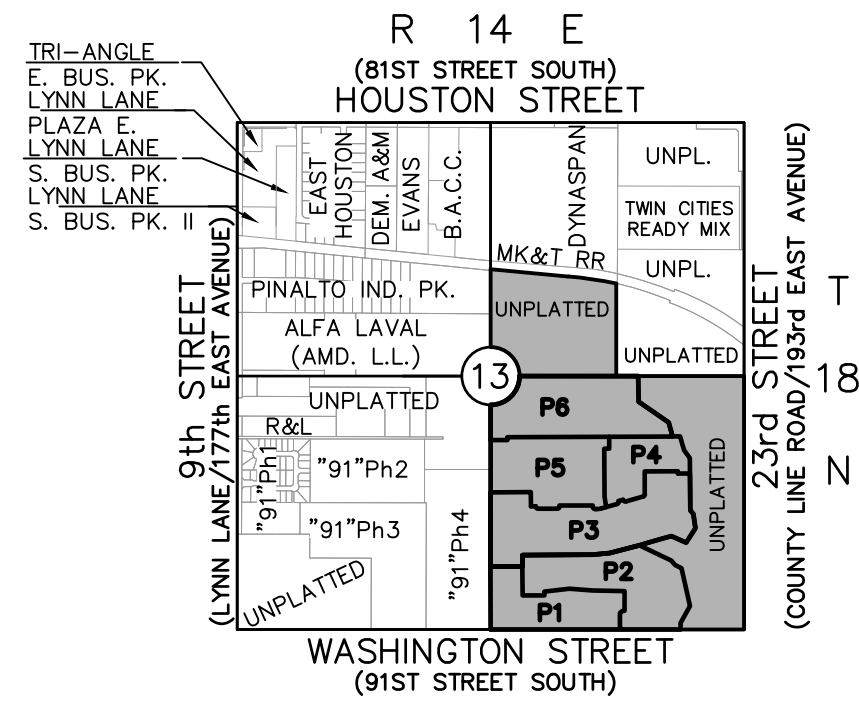 R 14 E
(81ST STREET SOUTH)
HOUSTON STREET
TRI-ANGLE
E. BUS. PK.
LYNN LANE
PLAZA E.
LYNN LANE
S. BUS. PK.
LYNN LANE
S. BUS. PK. II
EAST
HOUSTON
DEM. A&M
EVANS
B.A.C.C.
DYNASPAN
UNPL.
TWIN CITIES
READY MIX
UNPL.
MK&T RR
PINALTO IND. PK.
UNPLATTED
ALFA LAVAL
(AMD. L.L.)
UNPLATTED
13
9th STREET
(LYNN LANE/177th EAST AVENUE)
23rd STREET
(COUNTY LINE ROAD/193rd EAST AVENUE)
T
18
N
UNPLATTED
R&L
"91"Ph1
"91"Ph2
"91"Ph3
"91"Ph4
UNPLATTED
P6
P5
P4
P3
P2
P1
UNPLATTED
WASHINGTON STREET
(91ST STREET SOUTH)